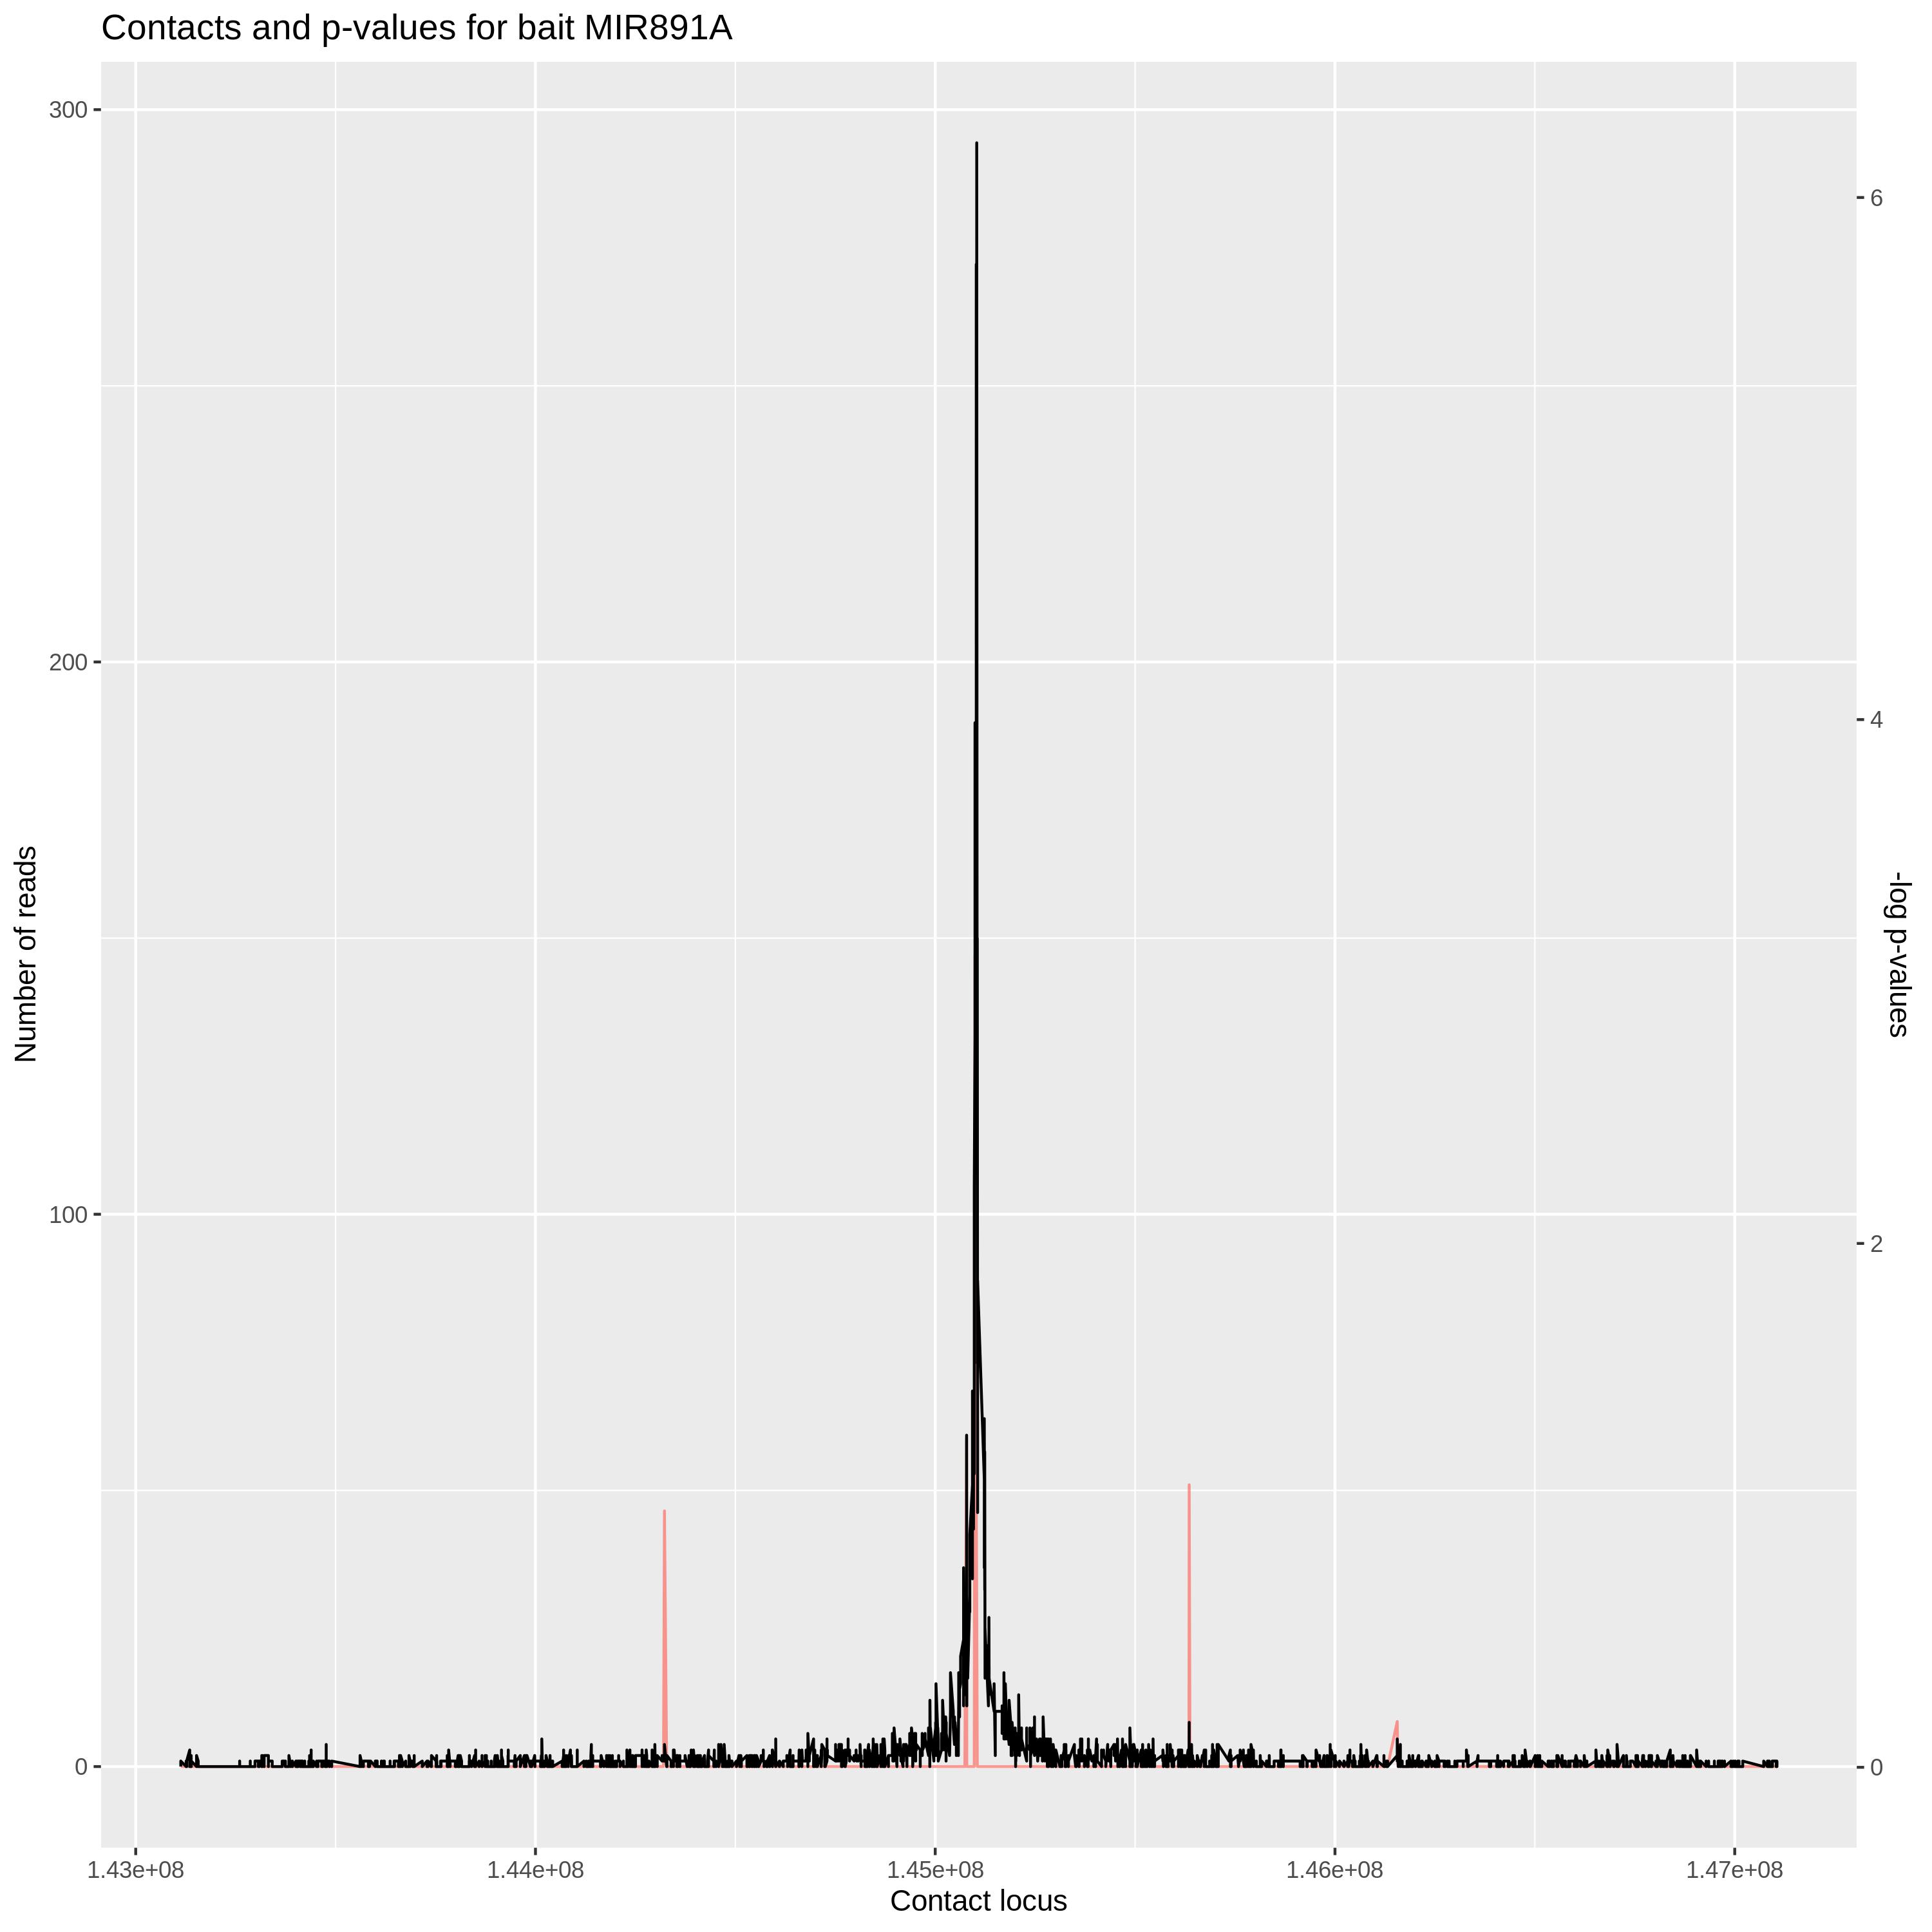 Contacts and p-values for bait MIR891A
300
200
100
0
Number of reads
6
4
2
0
-log p-values
1.43e+08
1.44e+08
1.45e+08
1.46e+08
1.47e+08
Contact locus